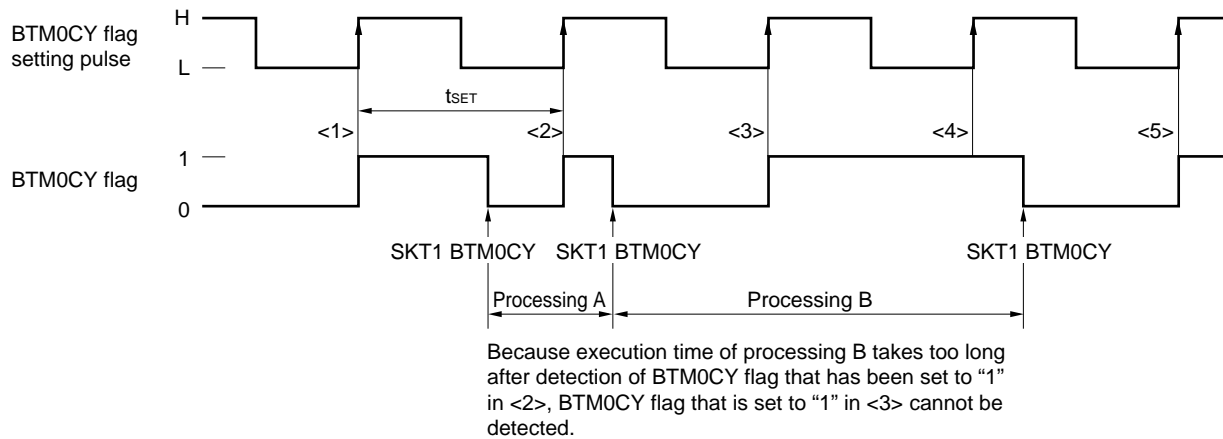 BTM0CY flag
setting pulse
H
L
tSET
<1>
<2>
<3>
<4>
<5>
BTM0CY flag
1
0
SKT1 BTM0CY
SKT1 BTM0CY
SKT1 BTM0CY
Processing A
Processing B
Because execution time of processing B takes too long
after detection of BTM0CY flag that has been set to “1”
in <2>, BTM0CY flag that is set to “1” in <3> cannot be
detected.